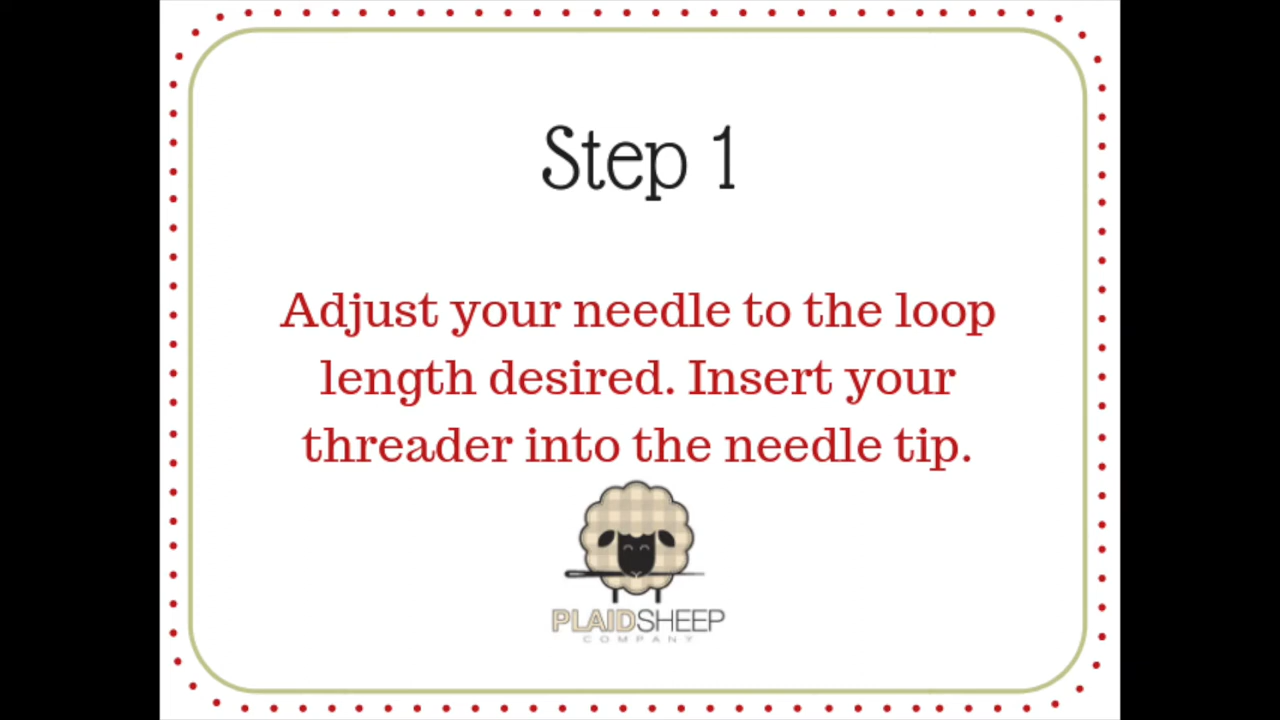 Step 1
Adjust your needle to the loop
length desired. Insert your
threader into the needle tip.
PLAIDSHEEP
COMPANY